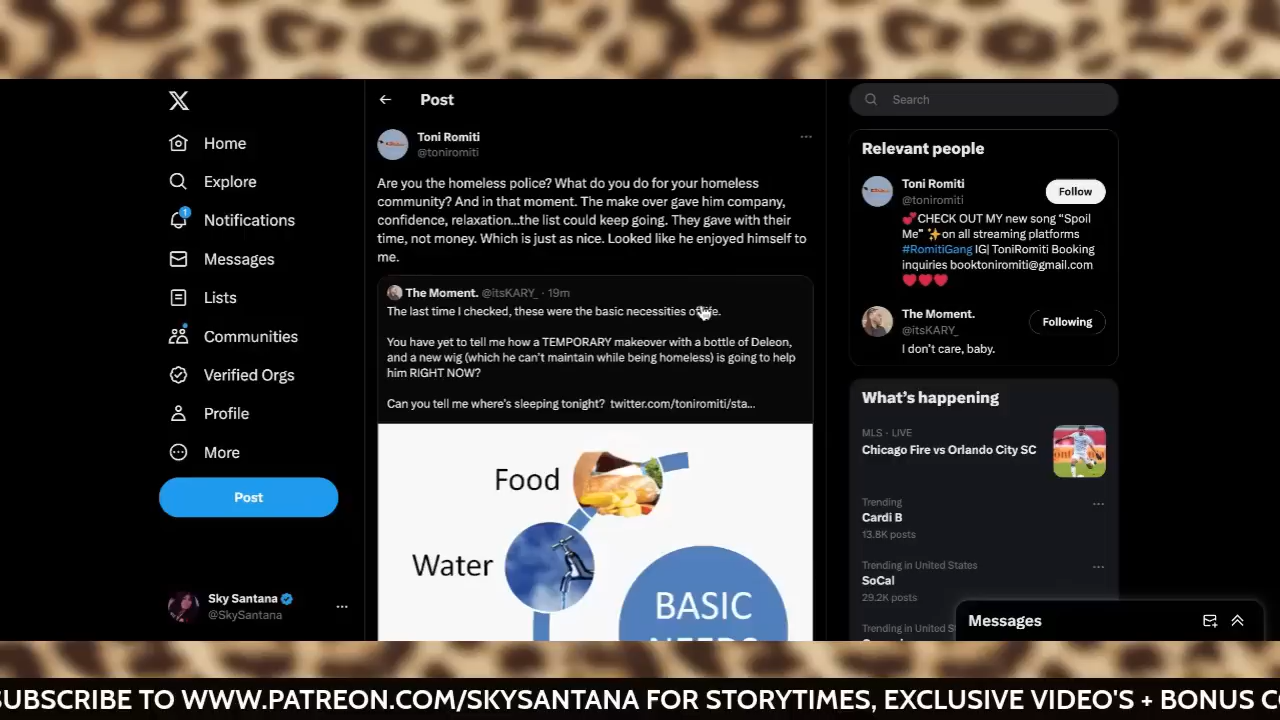 Home
Explore
1
Notifications
Messages
Lists
Communities
Verified Orgs
Profile
More
Post
Sky Santana
@SkySantana
Post
Toni Romiti
@toniromiti
Are you the homeless police? What do you do for your homeless
community? And in that moment. The make over gave him company,
confidence, relaxation...the list could keep going. They gave with their
time, not money. Which is just as nice. Looked like he enjoyed himself to
me.
The Moment. @itsKARY_ · 19m
The last time I checked, these were the basic necessities of life.
You have yet to tell me how a TEMPORARY makeover with a bottle of Deleon,
and a new wig (which he can't maintain while being homeless) is going to help
him RIGHT NOW?
Can you tell me where's sleeping tonight? twitter.com/toniromiti/sta...
Food
Water
BASIC
NEEDS
Search
Relevant people
Toni Romiti
@toniromiti
Follow
💕CHECK OUT MY new song “Spoil
Me” ✨on all streaming platforms
#RomitiGang IG| ToniRomiti Booking
inquiries booktoniromiti@gmail.com
❤️❤️❤️
The Moment.
@itsKARY_
Following
I don't care, baby.
What's happening
MLS · LIVE
Chicago Fire vs Orlando City SC
Trending
Cardi B
13.8K posts
Trending in United States
SoCal
29.2K posts
Trending in United S
Messages
SUBSCRIBE TO WWW.PATREON.COM/SKYSANTANA FOR STORYTIMES, EXCLUSIVE VIDEO'S + BONUS C